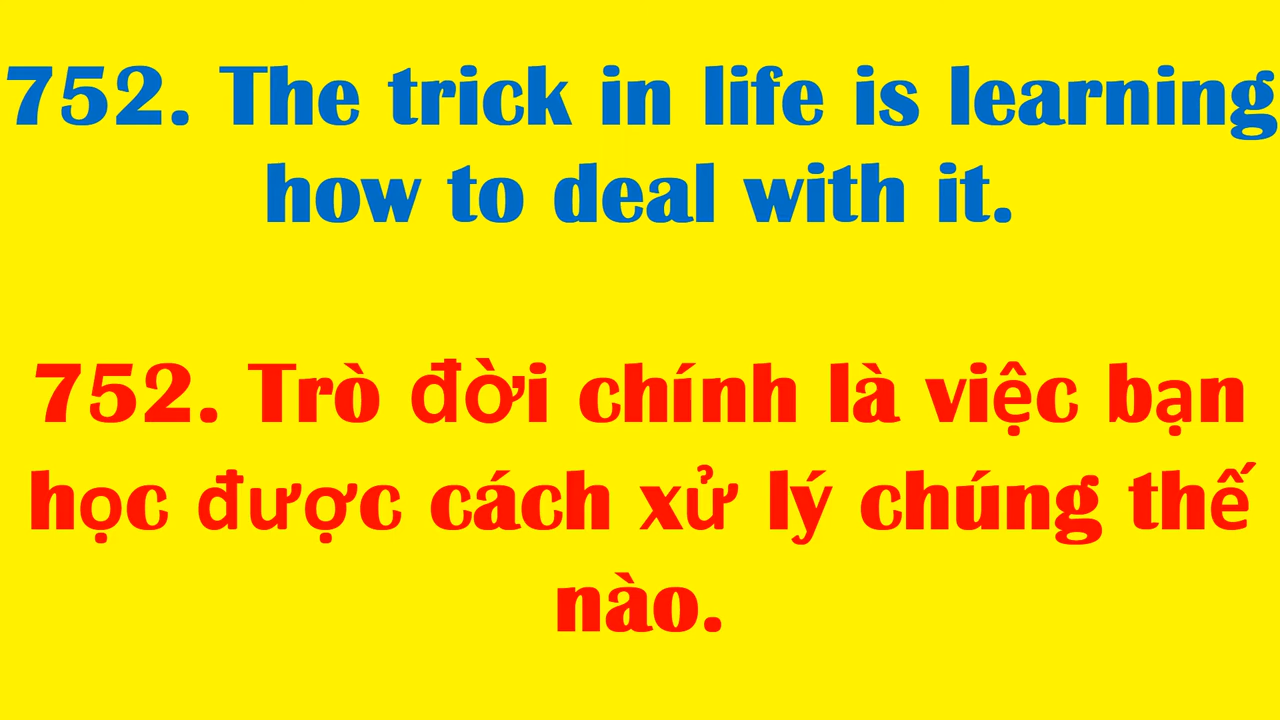 752. The trick in life is learning
how to deal with it.
752. Trò đời chính là việc bạn
học được cách xử lý chúng thế
nào.